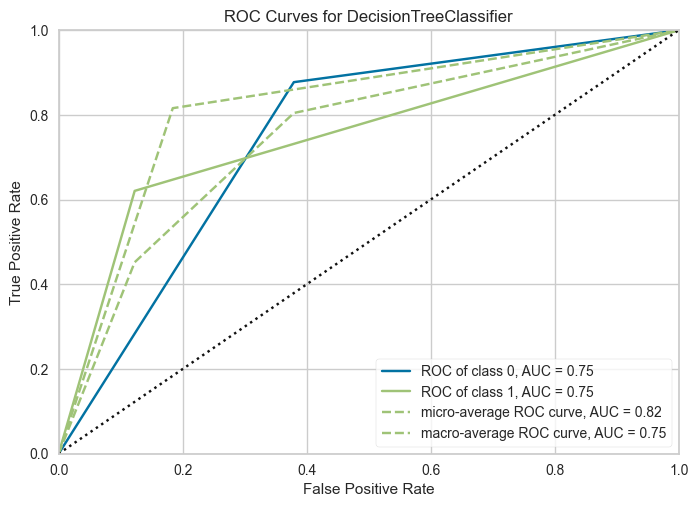 ROC Curves for DecisionTreeClassifier
1.0
0.8
0.6
0.4
0.2
0.0
True Positive Rate
ROC of class 0, AUC = 0.75
ROC of class 1, AUC = 0.75
micro-average ROC curve, AUC = 0.82
macro-average ROC curve, AUC = 0.75
0.0 0.2 0.4 0.6 0.8 1.0
False Positive Rate